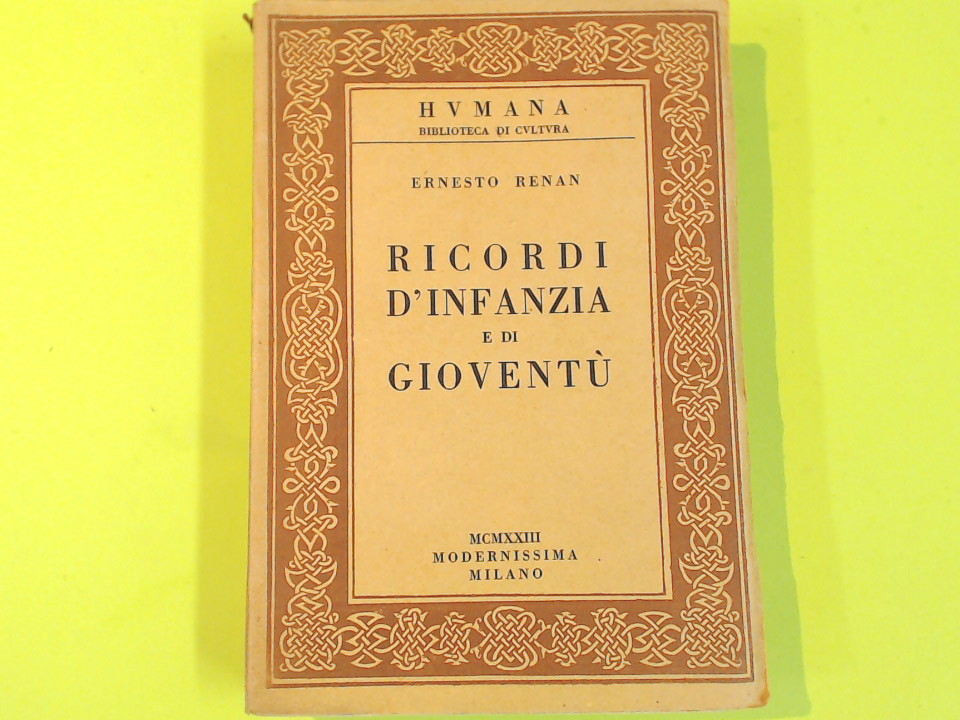 HVMANA
BIBLIOTECA DI CVLTVRA
ERNESTO RENAN
RICORDI
D'INFANZIA
E DI
GIOVENTÙ
MCMXXIII
MODERNISSIMA
MILANO